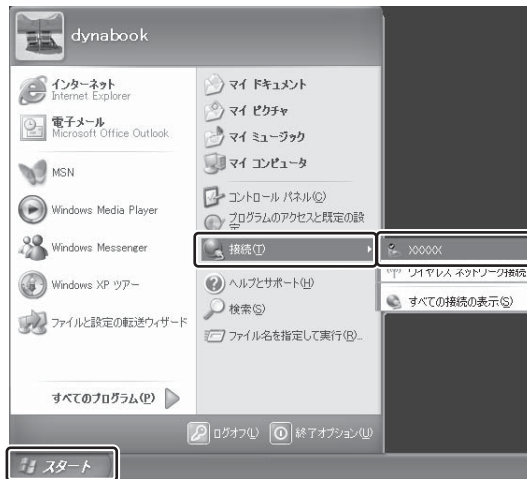 dynabook
インターネット
Internet Explorer
電子メール
Microsoft Office Outlook
MSN
Windows Media Player
Windows Messenger
Windows XP ツアー
ファイルと設定の転送ウィザード
すべてのプログラム(P)
マイ ドキュメント
マイ ピクチャ
マイ ミュージック
マイ コンピュータ
コントロール パネル(C)
プログラムのアクセスと既定の設
定
接続(T)
ヘルプとサポート(H)
検索(S)
ファイル名を指定して実行(R)...
XXXXX
ワイヤレス ネットワーク接続
すべての接続の表示(S)
ログオフ(L)
終了オプション(U)
スタート